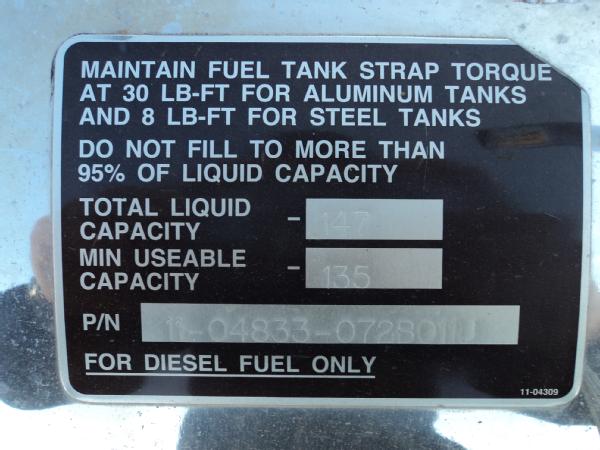 MAINTAIN FUEL TANK STRAP TORQUE
AT 30 LB-FT FOR ALUMINUM TANKS
AND 8 LB-FT FOR STEEL TANKS
DO NOT FILL TO MORE THAN
95% OF LIQUID CAPACITY
TOTAL LIQUID
CAPACITY - 147
MIN USEABLE
CAPACITY - 135
P/N 11-04833-0728011J
FOR DIESEL FUEL ONLY
11-04309